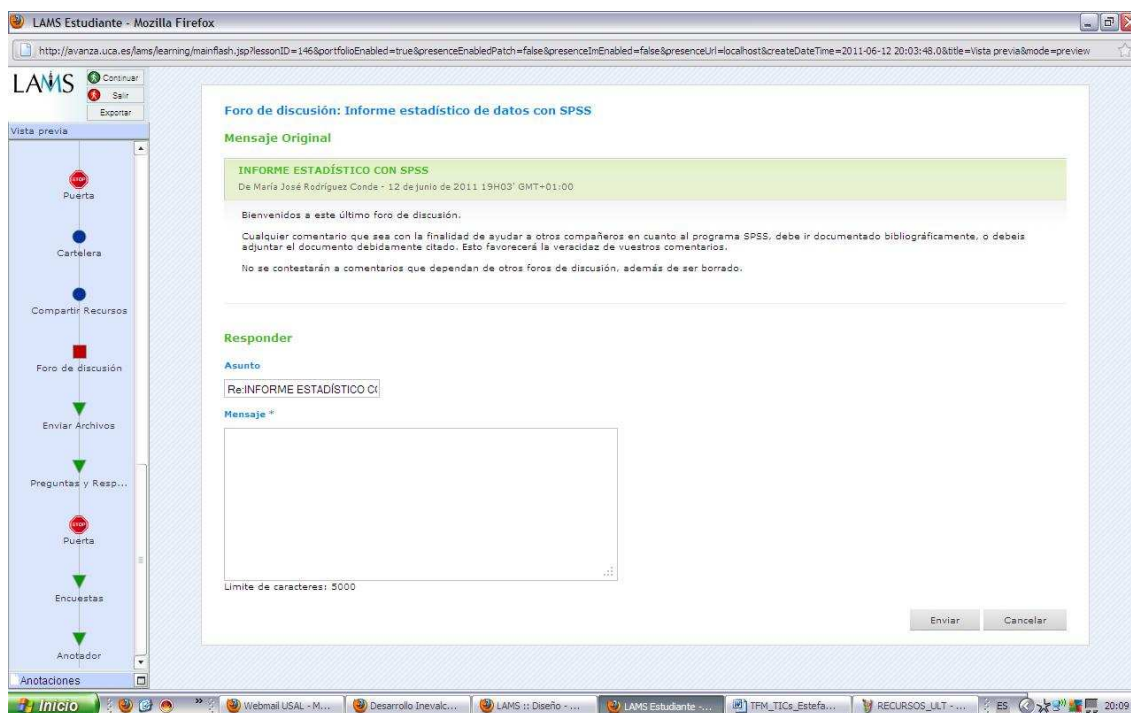 LAMS Estudiante - Mozilla Firefox
http://avanza.uca.es/lams/learning/mainflash.jsp?lessonID=146&portfolioEnabled=true&presenceEnabledPatch=false&presenceImEnabled=false&presenceUrl=localhost&createDateTime=2011-06-12 20:03:48.0&title=Vista previa&mode=preview
LAMS
Continuar
Salir
Exportar
Vista previa
STOP
Puerta
Cartelera
Compartir Recursos
Foro de discusión
Enviar Archivos
Preguntas y Resp...
STOP
Puerta
Encuestas
Anotador
Anotaciones
Foro de discusión: Informe estadístico de datos con SPSS
Mensaje Original
INFORME ESTADÍSTICO CON SPSS
De María José Rodríguez Conde - 12 de junio de 2011 19H03' GMT+01:00
Bienvenidos a este último foro de discusión.
Cualquier comentario que sea con la finalidad de ayudar a otros compañeros en cuanto al programa SPSS, debe ir documentado bibliográficamente, o debeis
adjuntar el documento debidamente citado. Esto favorecerá la veracidaz de vuestros comentarios.
No se contestarán a comentarios que dependan de otros foros de discusión, además de ser borrado.
Responder
Asunto
Re:INFORME ESTADÍSTICO CO
Mensaje *
Limite de caracteres: 5000
Enviar
Cancelar
Inicio
Webmail USAL - M...
Desarrollo Inevalc...
LAMS :: Diseño - ...
LAMS Estudiante -...
TFM_TICs_Estefa...
RECURSOS_ULT - ...
ES
20:09